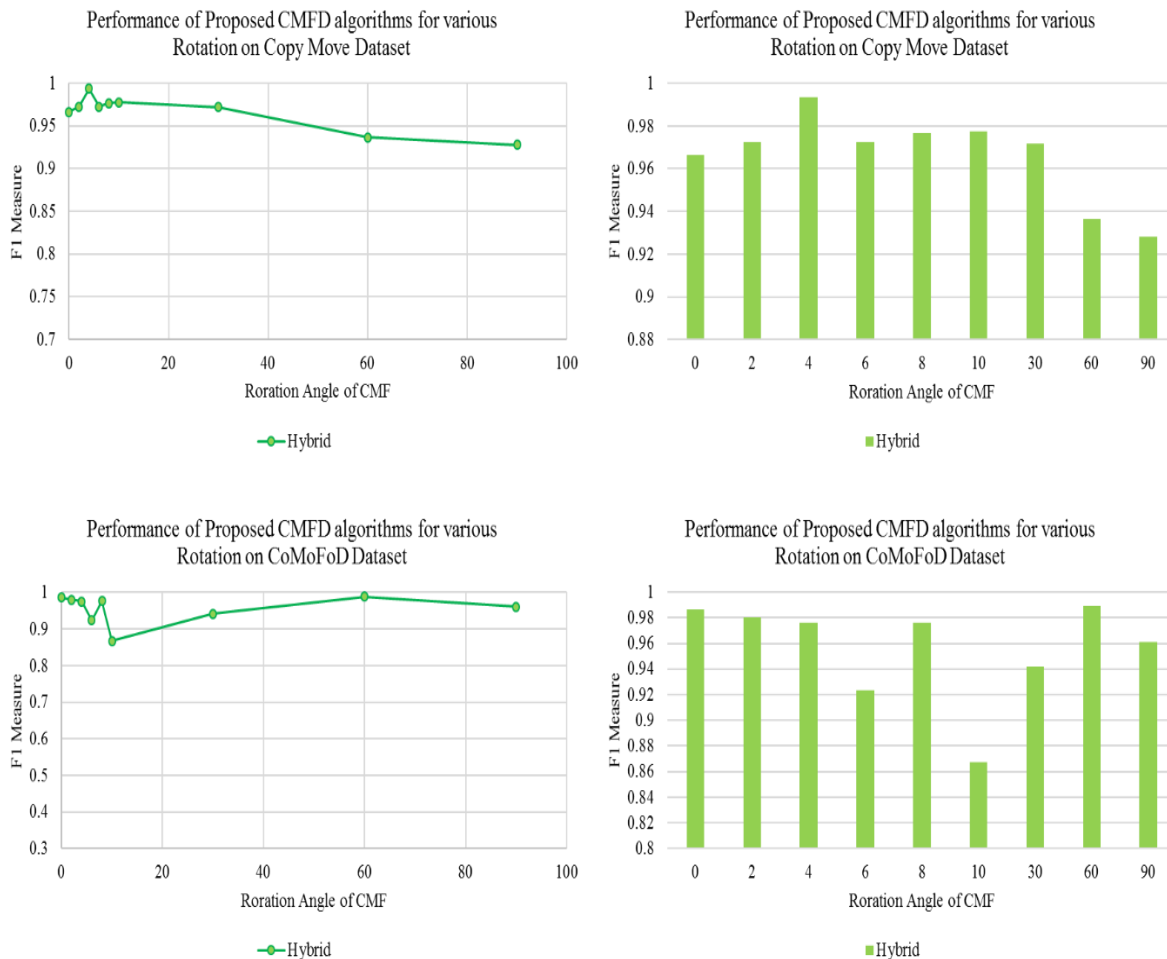 Performance of Proposed CMFD algorithms for various
Rotation on Copy Move Dataset
1
0.95
0.9
0.85
0.8
0.75
0.7
F1 Measure
0 20 40 60 80 100
Roration Angle of CMF
Hybrid
Performance of Proposed CMFD algorithms for various
Rotation on Copy Move Dataset
1
0.98
0.96
0.94
0.92
0.9
0.88
F1 Measure
0 2 4 6 8 10 30 60 90
Roration Angle of CMF
Hybrid
Performance of Proposed CMFD algorithms for various
Rotation on CoMoFoD Dataset
1
0.9
0.8
0.7
0.6
0.5
0.4
0.3
F1 Measure
0 20 40 60 80 100
Roration Angle of CMF
Hybrid
Performance of Proposed CMFD algorithms for various
Rotation on CoMoFoD Dataset
1
0.98
0.96
0.94
0.92
0.9
0.88
0.86
0.84
0.82
0.8
F1 Measure
0 2 4 6 8 10 30 60 90
Roration Angle of CMF
Hybrid